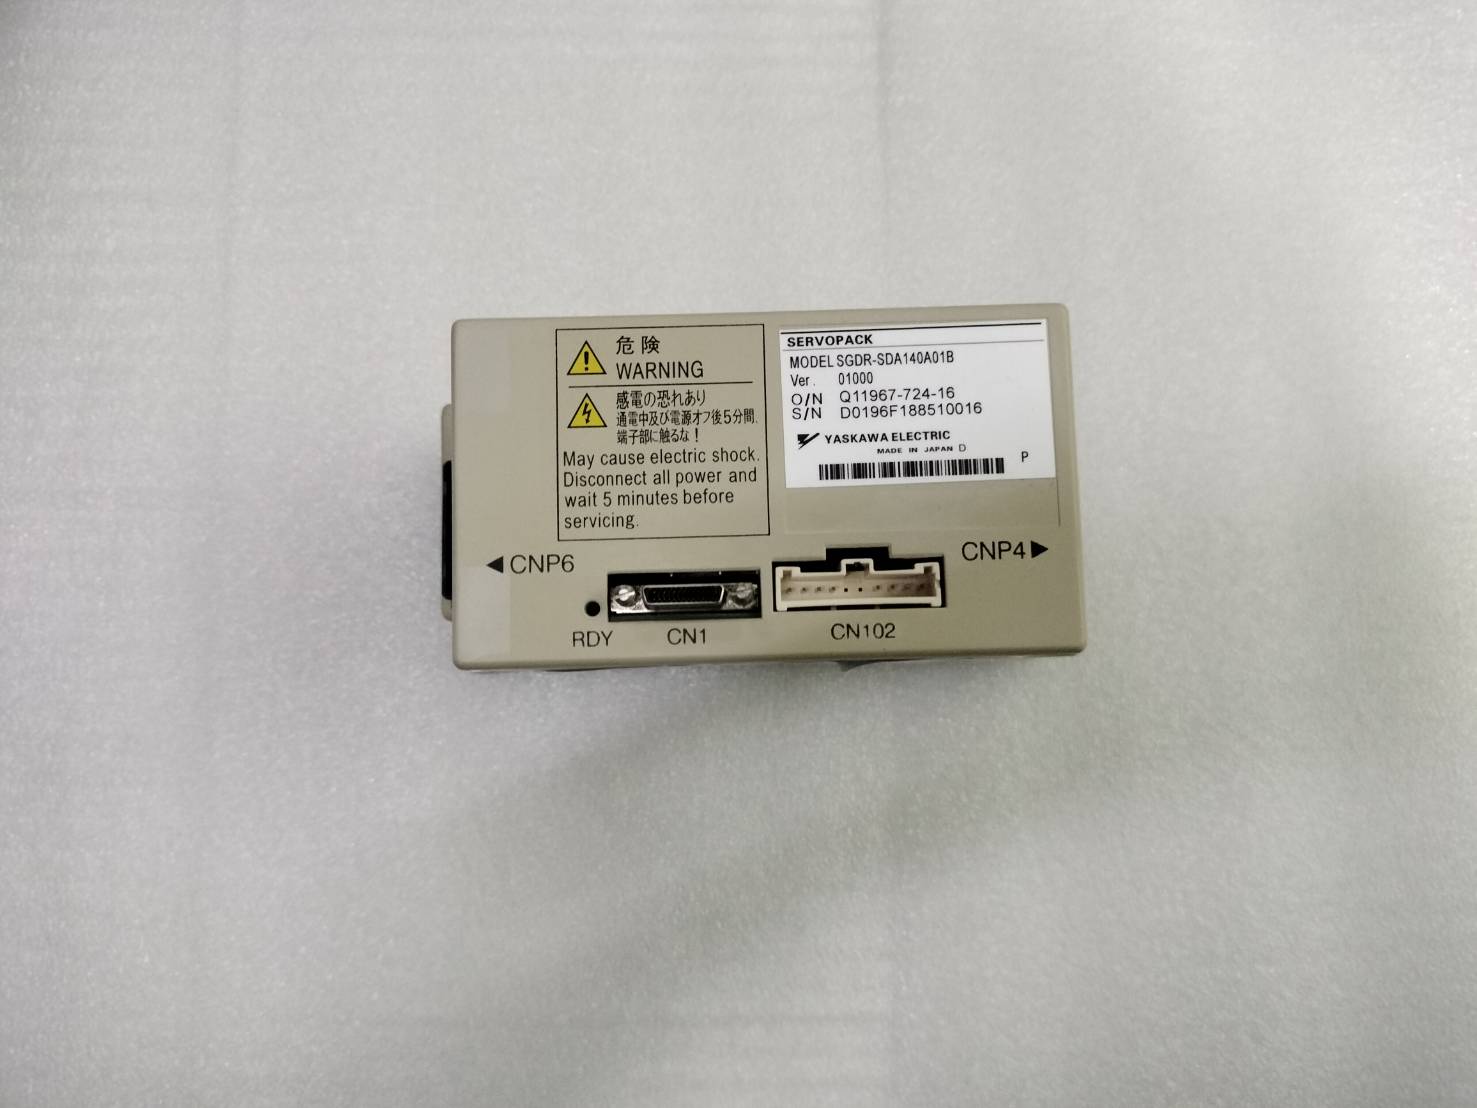 危険
WARNING
感電の恐れあり
通電中及び電源オフ後5分間,
端子部に触るな!
May cause electric shock.
Disconnect all power and
wait 5 minutes before
servicing.
SERVOPACK
MODEL SGDR-SDA140A01B
Ver. 01000
O/N Q11967-724-16
S/N D0196F188510016
YASKAWA ELECTRIC
MADE IN JAPAN D
P
◀CNP6
CNP4▶
RDY
CN1
CN102